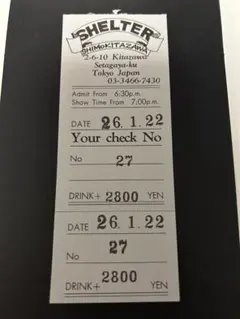 SHELTER
SHIMOKITAZAWA
2-6-10 Kitazawa
Setagaya-ku
Tokyo Japan
03-3466-7430
Admit From 6:30p.m.
Show Time From 7:00p.m.
DATE 26.1.22
Your check No
No 27
DRINK+ 2800 YEN
DATE 26.1.22
No 27
DRINK+ 2800 YEN